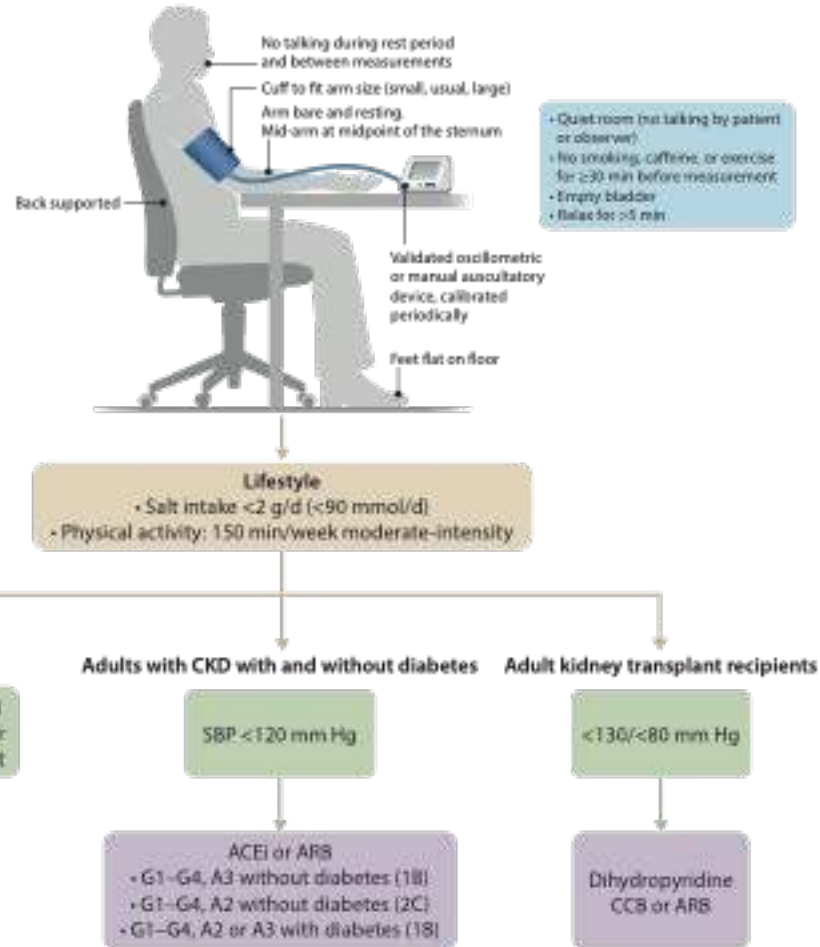 No talking during rest period
and between measurements
Cuff to fit arm size (small, usual, large)
Arm bare and resting.
Mid-arm at midpoint of the sternum
• Quiet room (no talking by patient
or observer)
• No smoking, caffeine, or exercise
for ≥30 min before measurement
• Empty bladder
• Relax for >5 min
Back supported
Validated oscillometric
or manual auscultatory
device, calibrated
periodically
Feet flat on floor
Lifestyle
• Salt intake <2 g/d (<90 mmol/d)
• Physical activity: 150 min/week moderate-intensity
Adults with CKD with and without diabetes
Adult kidney transplant recipients
SBP <120 mm Hg
<130/<80 mm Hg
ACEi or ARB
• G1–G4, A3 without diabetes (1B)
• G1–G4, A2 without diabetes (2C)
• G1–G4, A2 or A3 with diabetes (1B)
Dihydropyridine
CCB or ARB